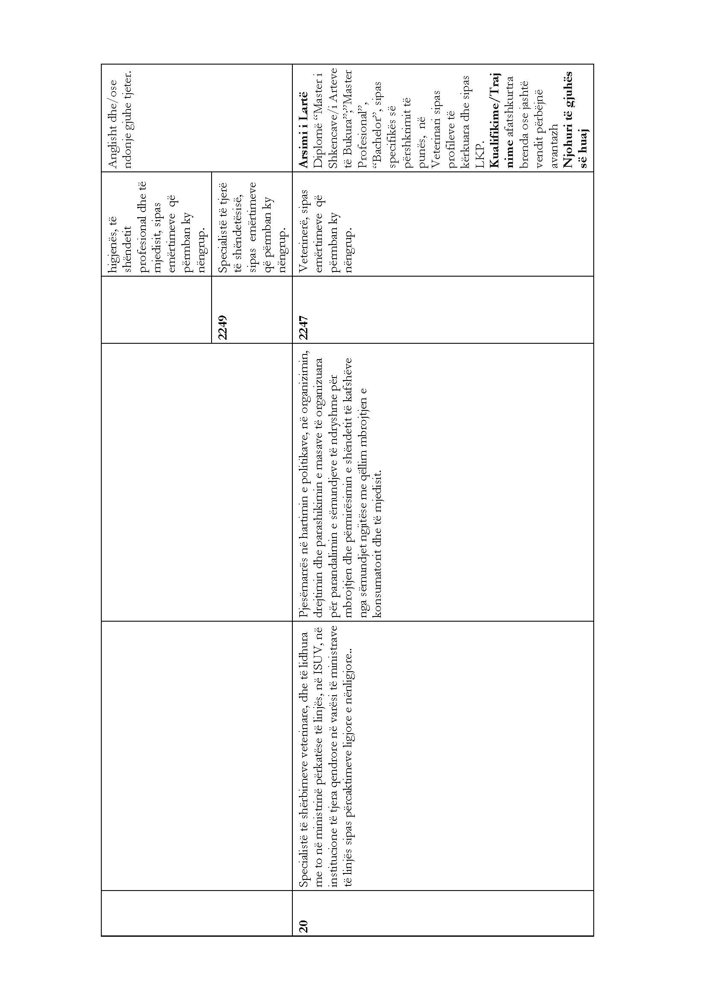 higjenës, të
shëndetit
profesional dhe të
mjedisit, sipas
emërtimeve që
përmban ky
nëngrup.
Anglisht dhe/ose
ndonje gjuhe tjeter.
2249
Specialistë të tjerë
të shëndetësisë,
sipas emërtimeve
që përmban ky
nëngrup.
20
Specialistë të shërbimeve veterinare, dhe të lidhura
me to në ministrinë përkatëse të linjës, në ISUV, në
institucione të tjera qendrore në varësi të ministrave
të linjës sipas përcaktimeve ligjore e nënligjore..
Pjesëmarrës në hartimin e politikave, në organizimin,
drejtimin dhe parashikimin e masave të organizuara
për parandalimin e sëmundjeve të ndryshme për
mbrojtjen dhe përmirësimin e shëndetit të kafshëve
nga sëmundjet ngjitëse me qëllim mbrojtjen e
konsumatorit dhe të mjedisit.
2247
Veterinerë, sipas
emërtimeve që
përmban ky
nëngrup.
Arsimi i Lartë
Diplomë “Master i
Shkencave/i Arteve
të Bukura”;”Master
Profesional”,
“Bachelor”, sipas
specifikës së
përshkrimit të
punës, në
Veterinari sipas
profileve të
kërkuara dhe sipas
LKP.
Kualifikime/Traj
nime afatshkurtra
brenda ose jashtë
vendit përbëjnë
avantazh
Njohuri të gjuhës
së huaj